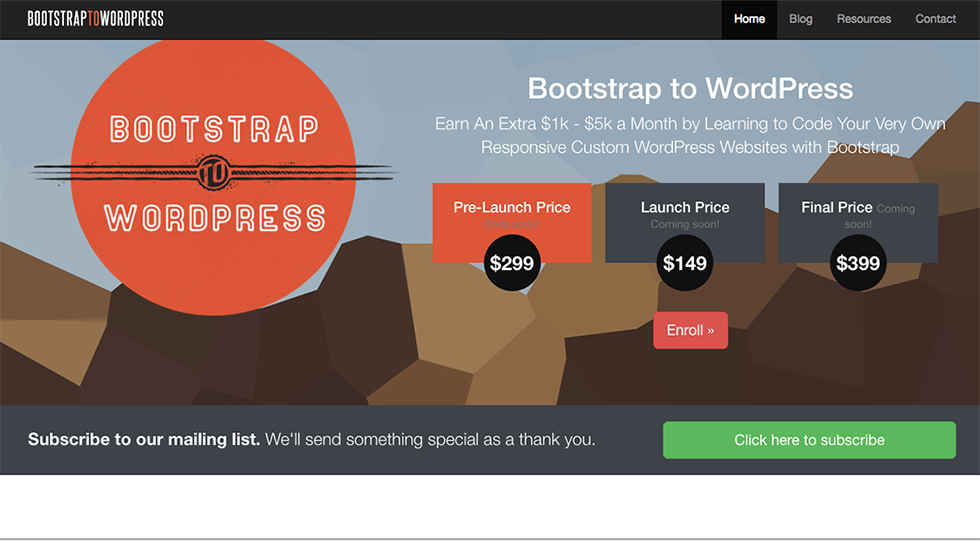 BOOTSTRAPTOWORDPRESS
Home Blog Resources Contact
BOOTSTRAP
TO
WORDPRESS
Bootstrap to WordPress
Earn An Extra $1k - $5k a Month by Learning to Code Your Very Own
Responsive Custom WordPress Websites with Bootstrap
Pre-Launch Price
Ends soon!
$299
Launch Price
Coming soon!
$149
Final Price Coming
soon!
$399
Enroll »
Subscribe to our mailing list. We'll send something special as a thank you.
Click here to subscribe